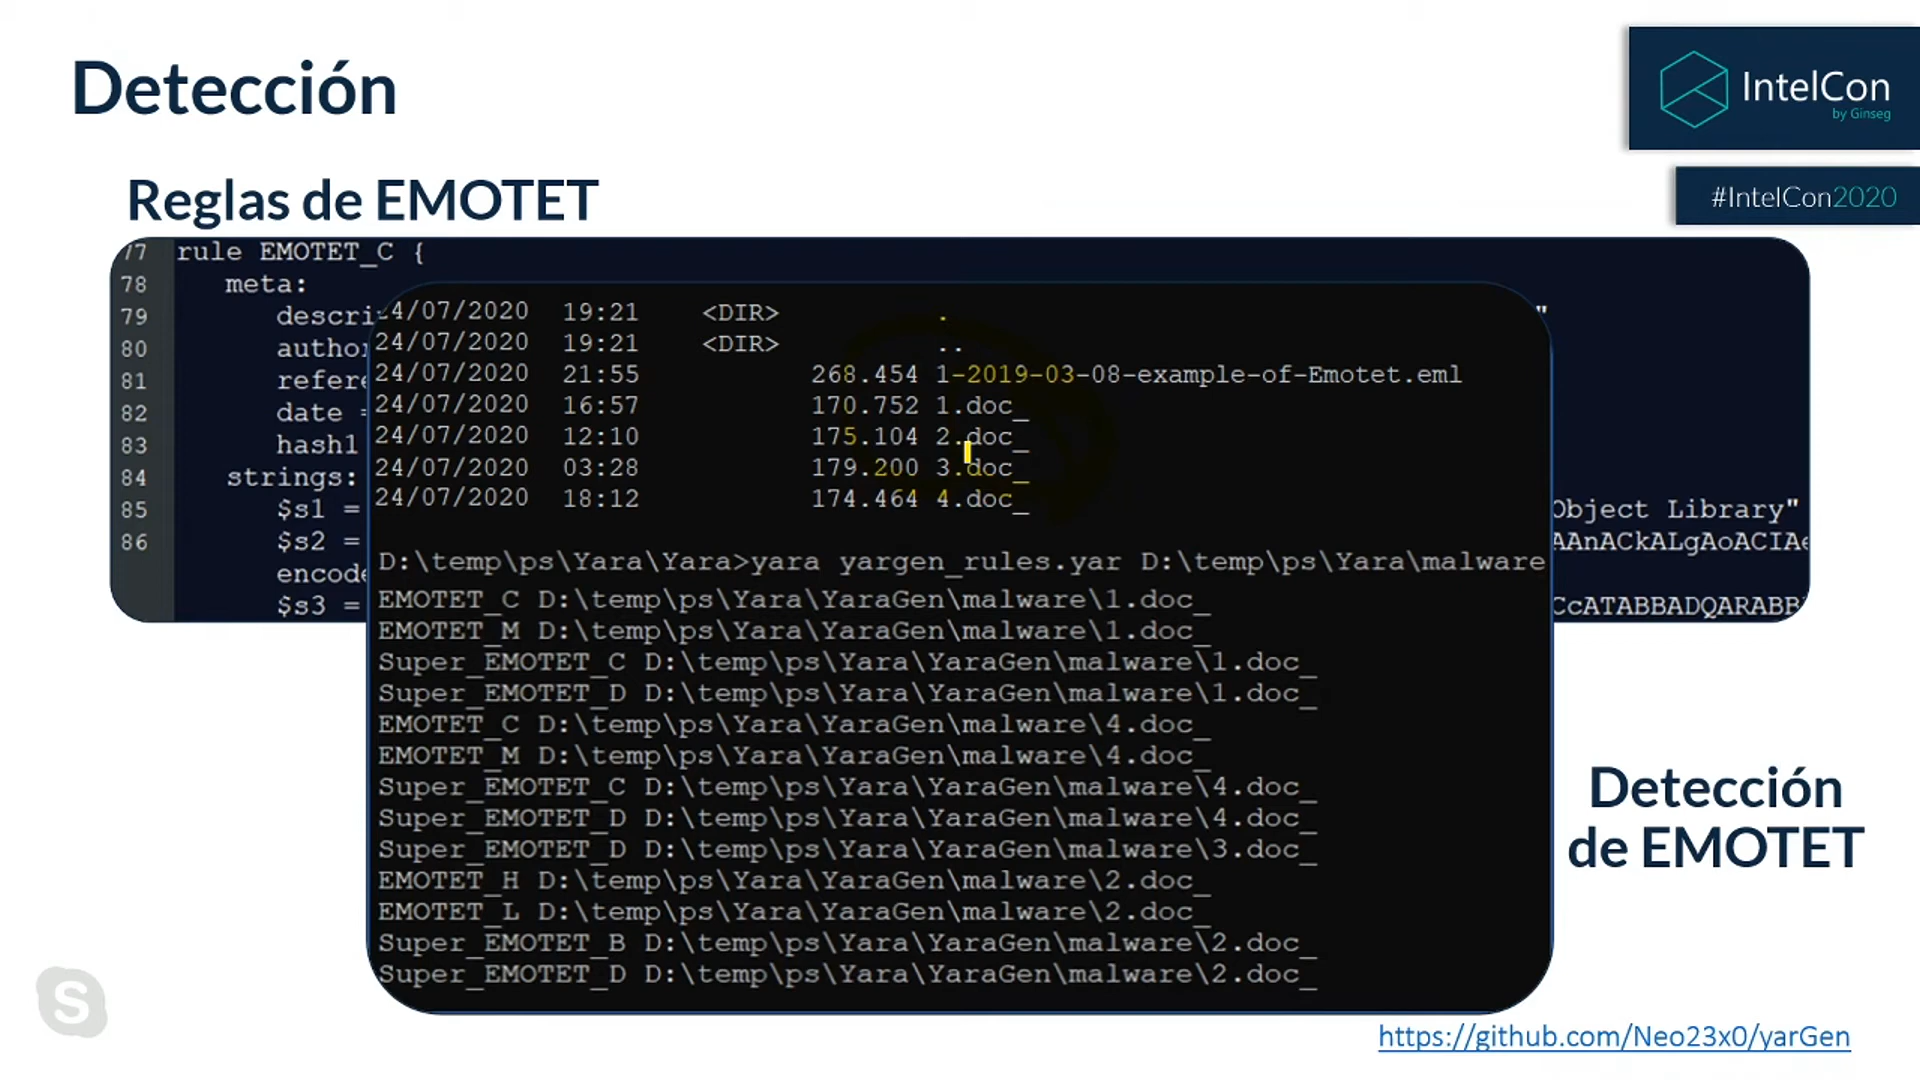 Detección
IntelCon
by Ginseg
#IntelCon2020
Reglas de EMOTET
77 rule EMOTET_C {
78 meta:
79 descri
80 author
81 refere
82 date =
83 hash1
84 strings:
85 $s1 = Object Library"
86 $s2 = AAnACkALgAoACIA
encode
$s3 = CcATABBADQARABB
24/07/2020 19:21 <DIR> .
24/07/2020 19:21 <DIR> ..
24/07/2020 21:55 268.454 1-2019-03-08-example-of-Emotet.eml
24/07/2020 16:57 170.752 1.doc_
24/07/2020 12:10 175.104 2.doc_
24/07/2020 03:28 179.200 3.doc_
24/07/2020 18:12 174.464 4.doc_
D:\temp\ps\Yara\Yara>yara yargen_rules.yar D:\temp\ps\Yara\malware
EMOTET_C D:\temp\ps\Yara\YaraGen\malware\1.doc_
EMOTET_M D:\temp\ps\Yara\YaraGen\malware\1.doc_
Super_EMOTET_C D:\temp\ps\Yara\YaraGen\malware\1.doc_
Super_EMOTET_D D:\temp\ps\Yara\YaraGen\malware\1.doc_
EMOTET_C D:\temp\ps\Yara\YaraGen\malware\4.doc_
EMOTET_M D:\temp\ps\Yara\YaraGen\malware\4.doc_
Super_EMOTET_C D:\temp\ps\Yara\YaraGen\malware\4.doc_
Super_EMOTET_D D:\temp\ps\Yara\YaraGen\malware\4.doc_
Super_EMOTET_D D:\temp\ps\Yara\YaraGen\malware\3.doc_
EMOTET_H D:\temp\ps\Yara\YaraGen\malware\2.doc_
EMOTET_L D:\temp\ps\Yara\YaraGen\malware\2.doc_
Super_EMOTET_B D:\temp\ps\Yara\YaraGen\malware\2.doc_
Super_EMOTET_D D:\temp\ps\Yara\YaraGen\malware\2.doc_
Detección
de EMOTET
https://github.com/Neo23x0/yarGen